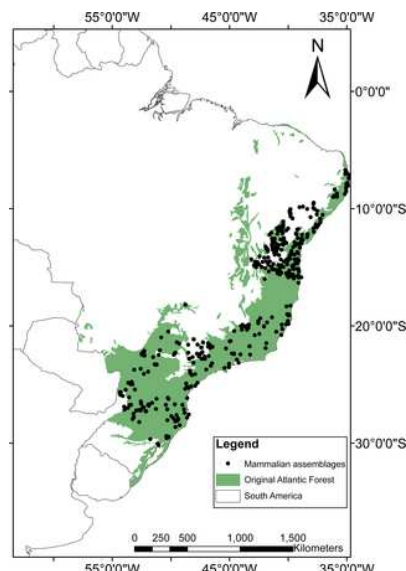 55°0'0"O 45°0'0"O 35°0'0"O
N
0°0'0"
10°0'0"S
20°0'0"S
30°0'0"S
Legend
Mammalian assemblages
Original Atlantic Forest
South America
0 250 500 1,000 1,500
Kilometers
55°0'0"O 45°0'0"O 35°0'0"O